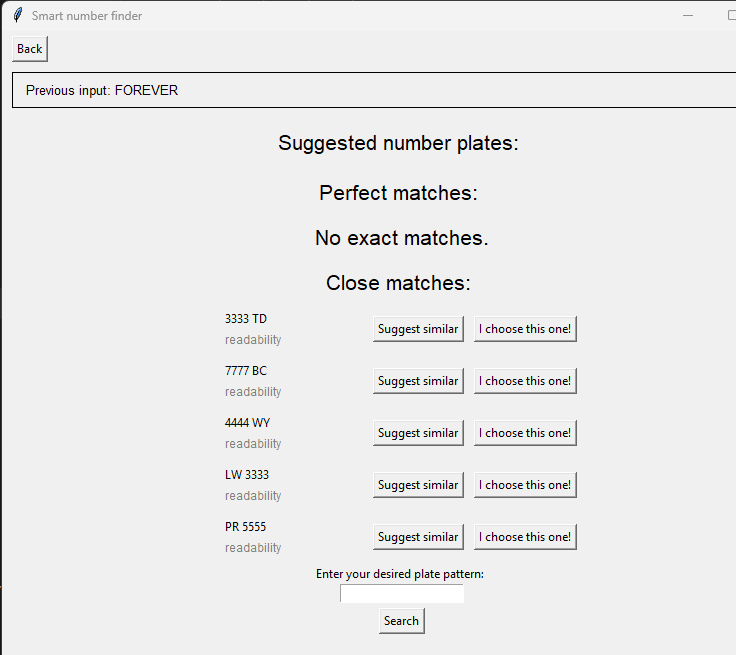 Smart number finder
Back
Previous input: FOREVER
Suggested number plates:
Perfect matches:
No exact matches.
Close matches:
3333 TD
readability
Suggest similar
I choose this one!
7777 BC
readability
Suggest similar
I choose this one!
4444 WY
readability
Suggest similar
I choose this one!
LW 3333
readability
Suggest similar
I choose this one!
PR 5555
readability
Suggest similar
I choose this one!
Enter your desired plate pattern:
Search